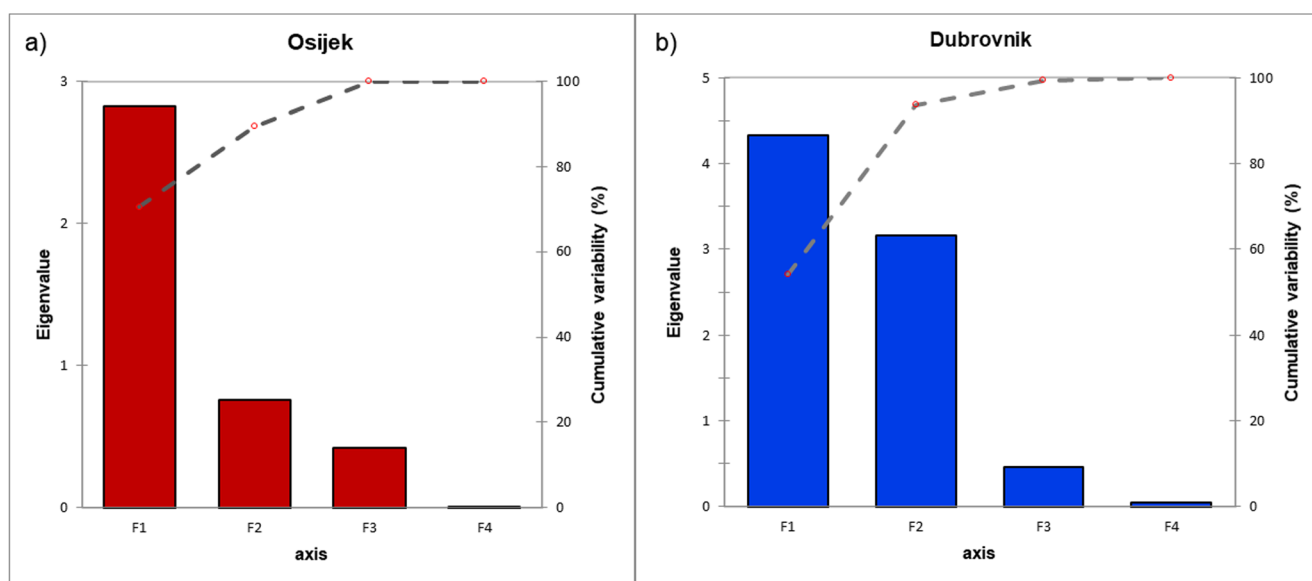 a)
Osijek
3
2
1
0
Eigenvalue
100
80
60
40
20
0
Cumulative variability (%)
F1 F2 F3 F4
axis
b)
Dubrovnik
5
4
3
2
1
0
Eigenvalue
100
80
60
40
20
0
Cumulative variability (%)
F1 F2 F3 F4
axis